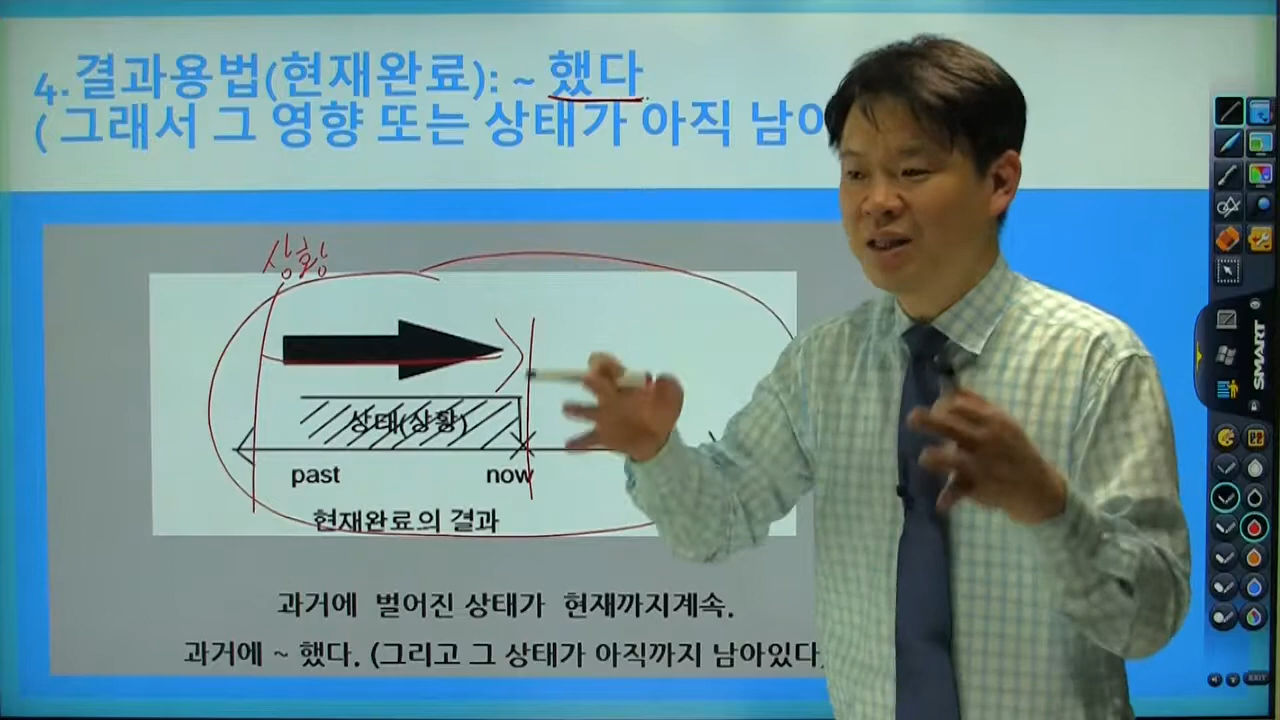 4.결과용법(현재완료): ~ 했다
( 그래서 그 영향 또는 상태가 아직
상황
상태(상황)
past now
현재완료의 결과
과거에 벌어진 상태가 현재까지계속.
과거에 ~ 했다. (그리고 그 상태가 아직까지 남아있다
SMART
EXIT